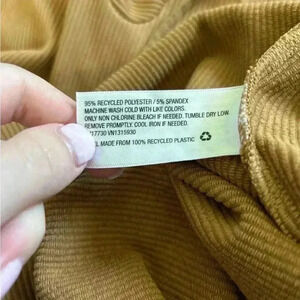 95% RECYCLED POLYESTER / 5% SPANDEX
MACHINE WASH COLD WITH LIKE COLORS.
ONLY NON CHLORINE BLEACH IF NEEDED. TUMBLE DRY LOW.
REMOVE PROMPTLY. COOL IRON IF NEEDED.
VN1315930
MADE FROM 100% RECYCLED PLASTIC